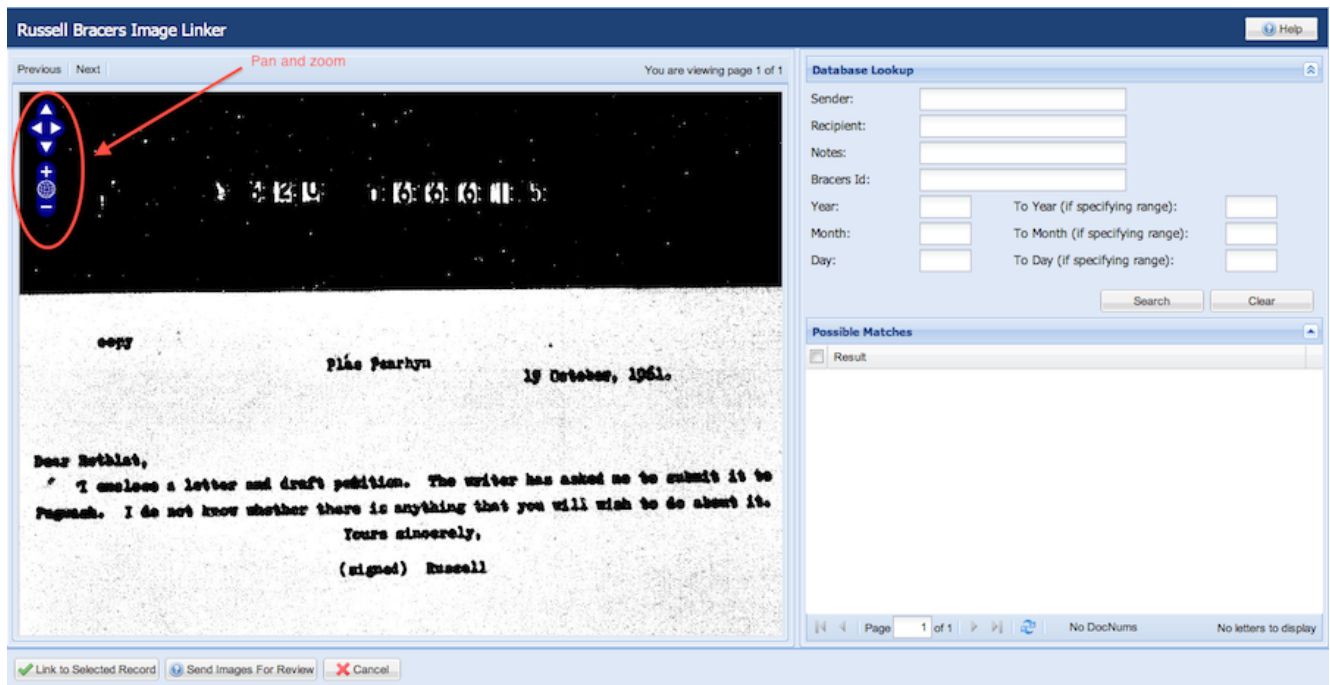 Russell Bracers Image Linker
Help
Previous Next
Pan and zoom
You are viewing page 1 of 1
copy
Plás Penrhyn
19 October, 1961.
Dear Rotblat,
I enclose a letter and draft petition. The writer has asked me to submit it to
Pugwash. I do not know whether there is anything that you will wish to do about it.
Yours sincerely,
(signed) Russell
Database Lookup
Sender:
Recipient:
Notes:
Bracers Id:
Year: To Year (if specifying range):
Month: To Month (if specifying range):
Day: To Day (if specifying range):
Search Clear
Possible Matches
Result
Page 1 of 1 No DocNums No letters to display
Link to Selected Record Send Images For Review Cancel